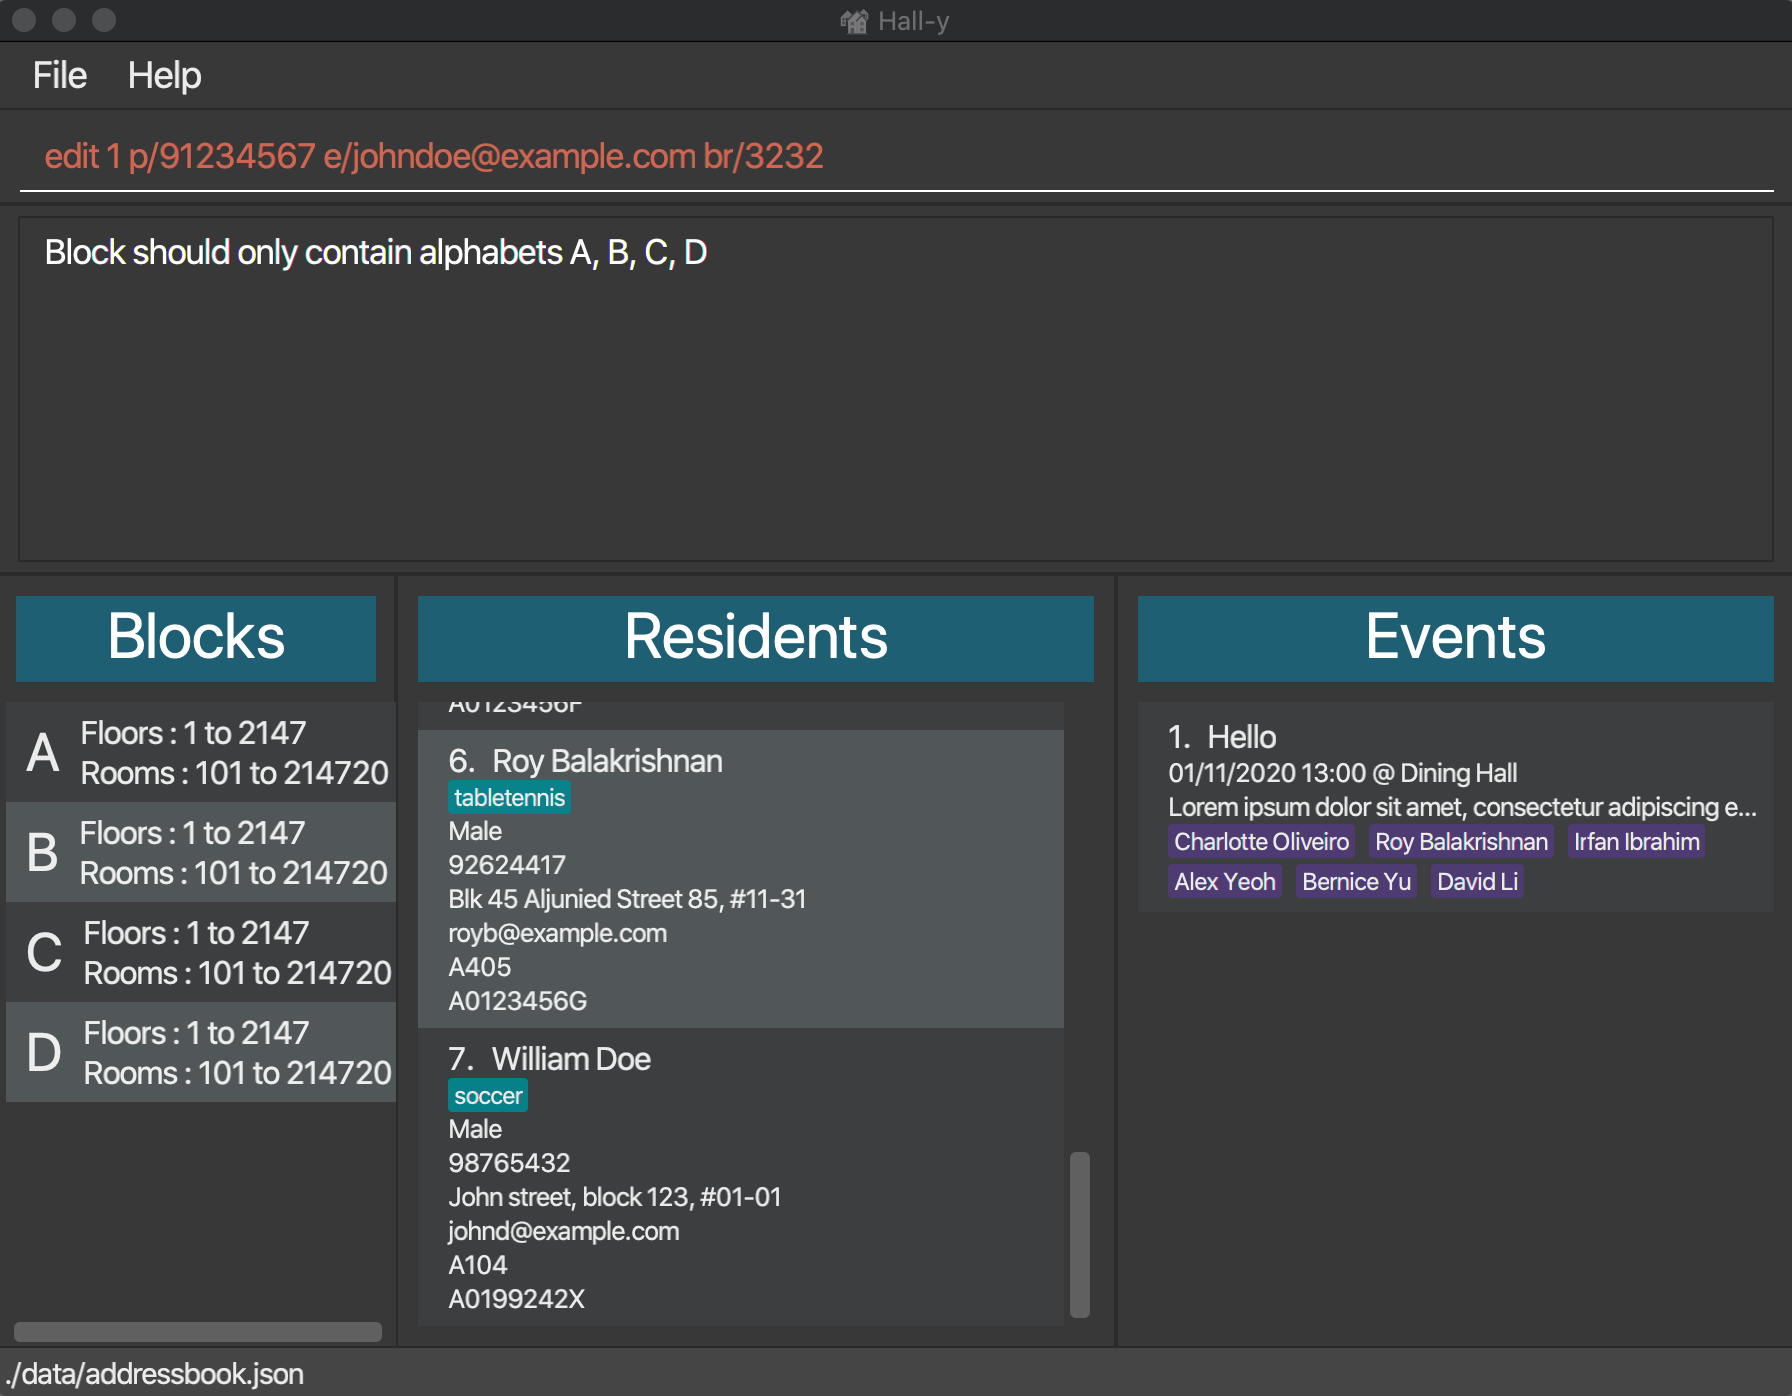 Hall-y
File Help
edit 1 p/91234567 e/johndoe@example.com br/3232
Block should only contain alphabets A, B, C, D
Blocks
A
Floors : 1 to 2147
Rooms : 101 to 214720
B
Floors : 1 to 2147
Rooms : 101 to 214720
C
Floors : 1 to 2147
Rooms : 101 to 214720
D
Floors : 1 to 2147
Rooms : 101 to 214720
Residents
A0123456F
6. Roy Balakrishnan
tabletennis
Male
92624417
Blk 45 Aljunied Street 85, #11-31
royb@example.com
A405
A0123456G
7. William Doe
soccer
Male
98765432
John street, block 123, #01-01
johnd@example.com
A104
A0199242X
Events
1. Hello
01/11/2020 13:00 @ Dining Hall
Lorem ipsum dolor sit amet, consectetur adipiscing e...
Charlotte Oliveiro Roy Balakrishnan Irfan Ibrahim
Alex Yeoh Bernice Yu David Li
./data/addressbook.json